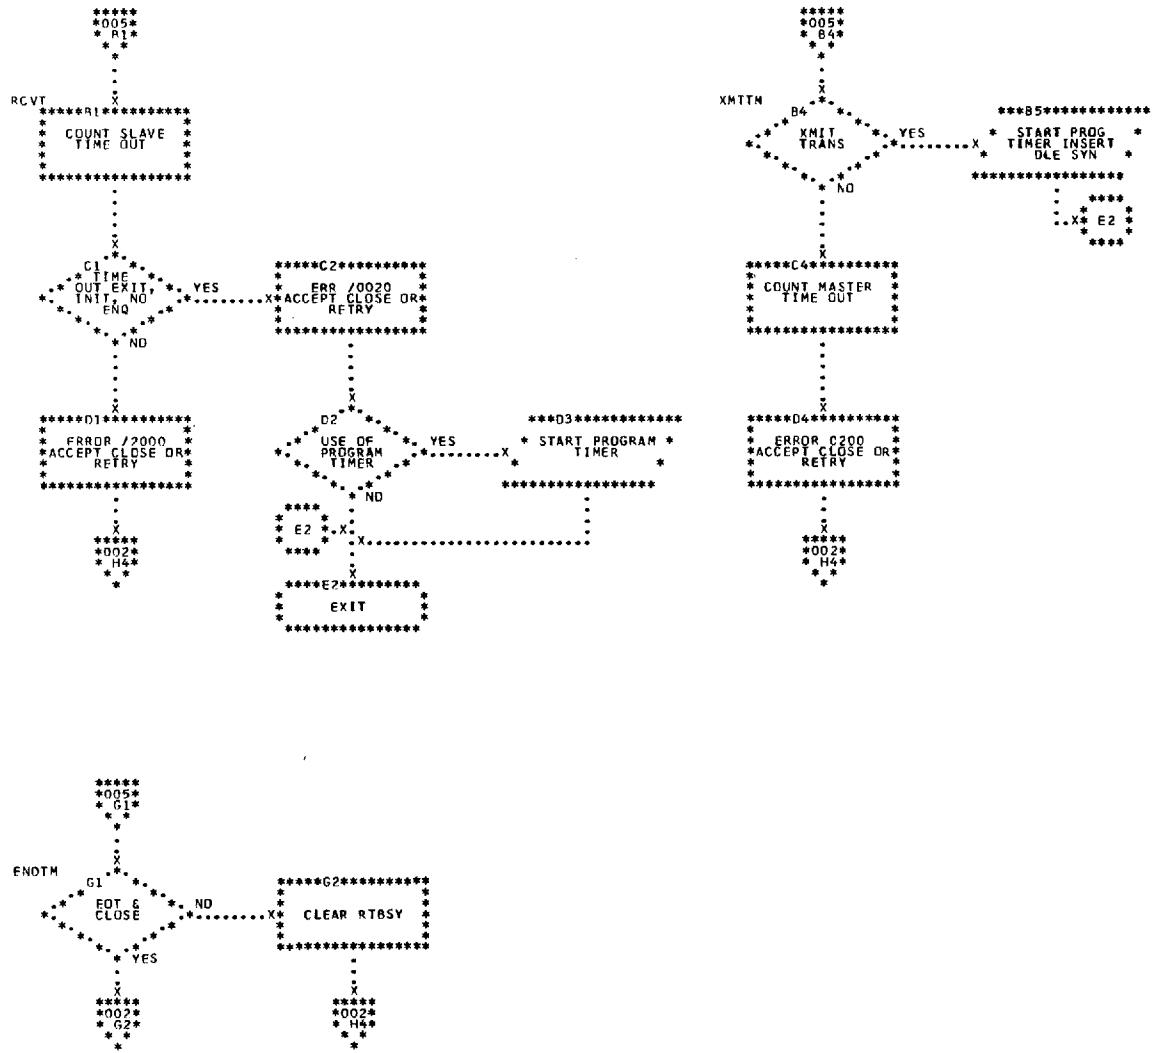 005
B1
RCVT
B1
COUNT SLAVE
TIME OUT
C1
TIME
OUT EXIT,
INIT, NO
ENQ
YES
NO
C2
ERR /0020
ACCEPT CLOSE OR
RETRY
D1
ERROR /2000
ACCEPT CLOSE OR
RETRY
002
H4
D2
USE OF
PROGRAM
TIMER
YES
NO
D3
START PROGRAM
TIMER
E2
E2
EXIT
005
B4
XMTTM
B4
XMIT
TRANS
YES
NO
B5
START PROG
TIMER INSERT
DLE SYN
E2
C4
COUNT MASTER
TIME OUT
D4
ERROR C200
ACCEPT CLOSE OR
RETRY
002
H4
005
G1
ENOTM
G1
EOT &
CLOSE
NO
YES
G2
CLEAR RTBSY
002
G2
002
H4